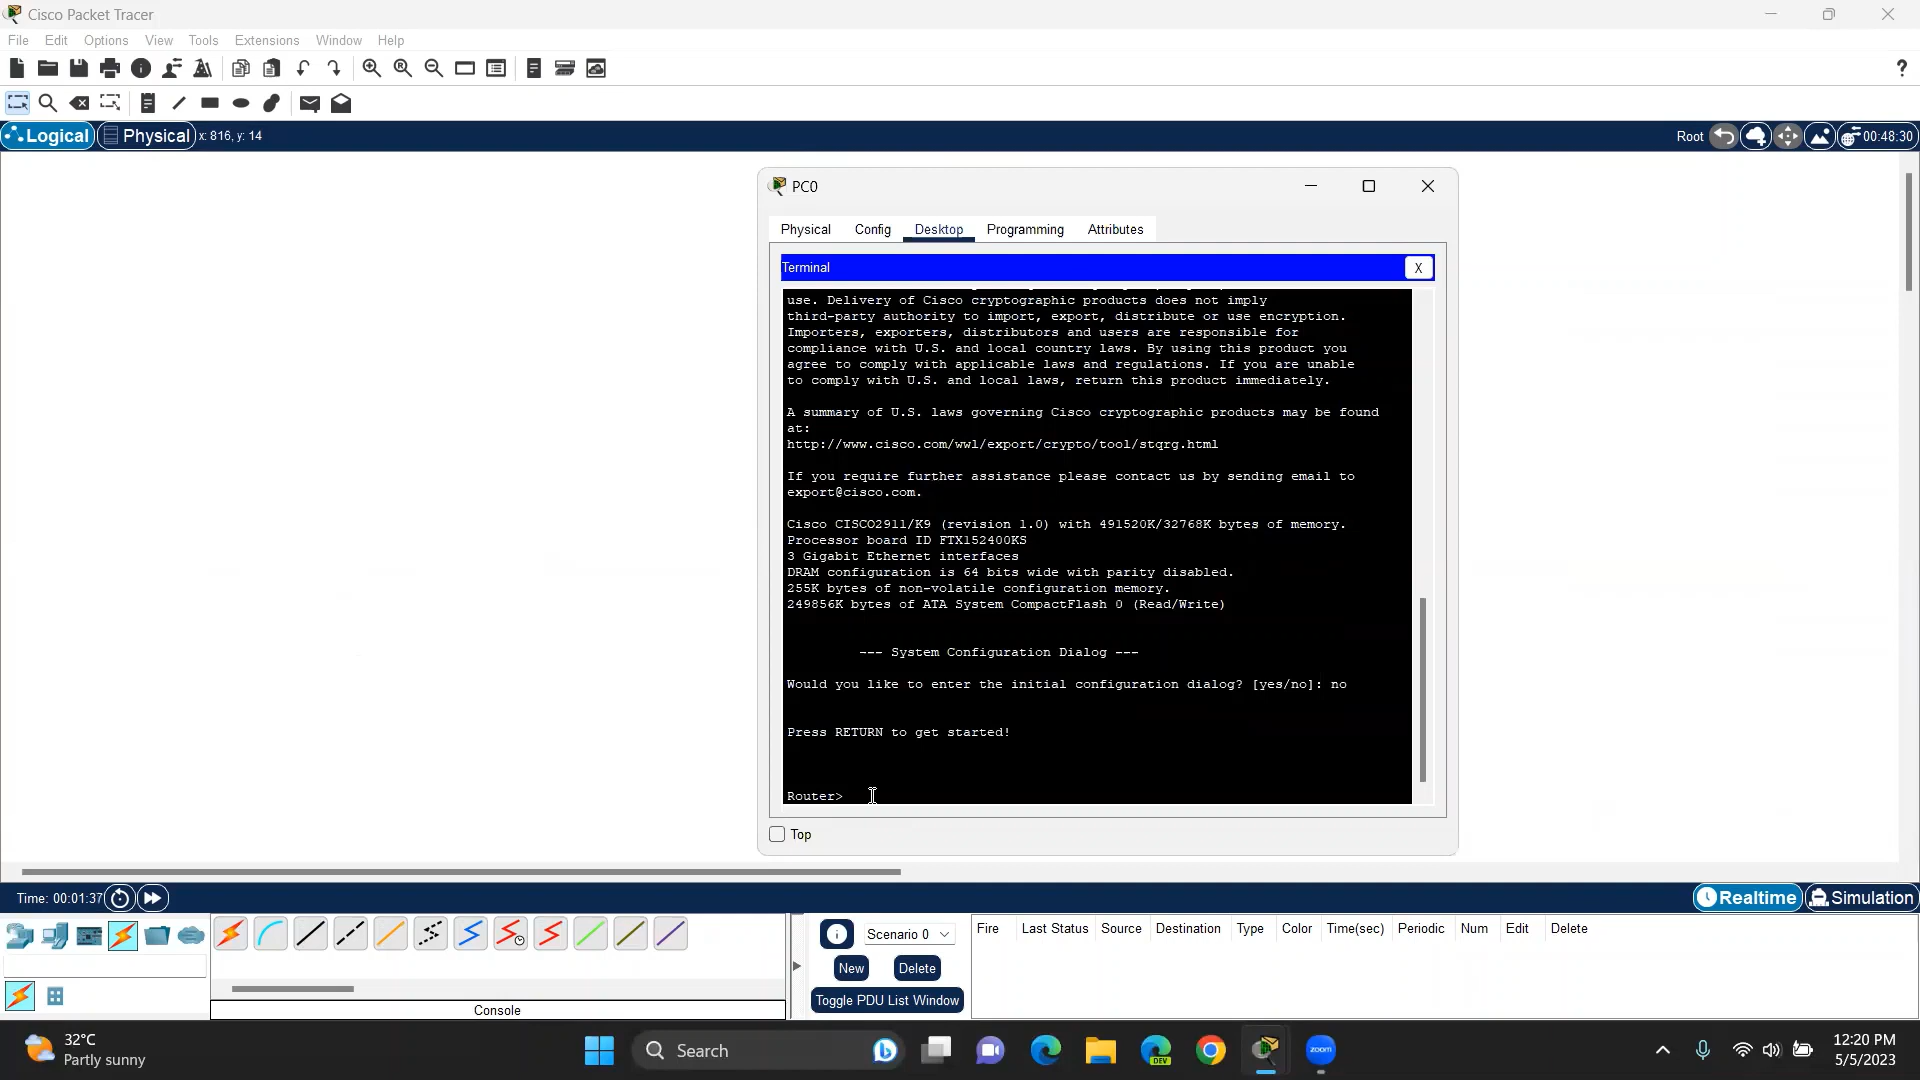 Cisco Packet Tracer
File Edit Options View Tools Extensions Window Help
?
Logical Physical x: 816, y: 14 Root 00:48:30
PC0
Physical Config Desktop Programming Attributes
Terminal X
use. Delivery of Cisco cryptographic products does not imply
third-party authority to import, export, distribute or use encryption.
Importers, exporters, distributors and users are responsible for
compliance with U.S. and local country laws. By using this product you
agree to comply with applicable laws and regulations. If you are unable
to comply with U.S. and local laws, return this product immediately.
A summary of U.S. laws governing Cisco cryptographic products may be found
at:
http://www.cisco.com/wwl/export/crypto/tool/stqrg.html
If you require further assistance please contact us by sending email to
export@cisco.com.
Cisco CISCO2911/K9 (revision 1.0) with 491520K/32768K bytes of memory.
Processor board ID FTX152400KS
3 Gigabit Ethernet interfaces
DRAM configuration is 64 bits wide with parity disabled.
255K bytes of non-volatile configuration memory.
249856K bytes of ATA System CompactFlash 0 (Read/Write)
--- System Configuration Dialog ---
Would you like to enter the initial configuration dialog? [yes/no]: no
Press RETURN to get started!
Router>
Top
Time: 00:01:37 Realtime Simulation
Scenario 0
New Delete
Toggle PDU List Window
Fire Last Status Source Destination Type Color Time(sec) Periodic Num Edit Delete
Console
32°C
Partly sunny
Search
DEV
zoom
12:20 PM
5/5/2023